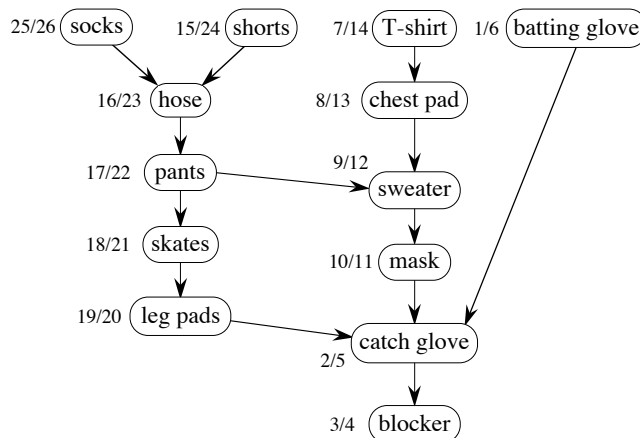 25/26 socks 15/24 shorts 7/14 T-shirt 1/6 batting glove
16/23 hose 8/13 chest pad
17/22 pants 9/12 sweater
18/21 skates 10/11 mask
19/20 leg pads catch glove
2/5
3/4 blocker